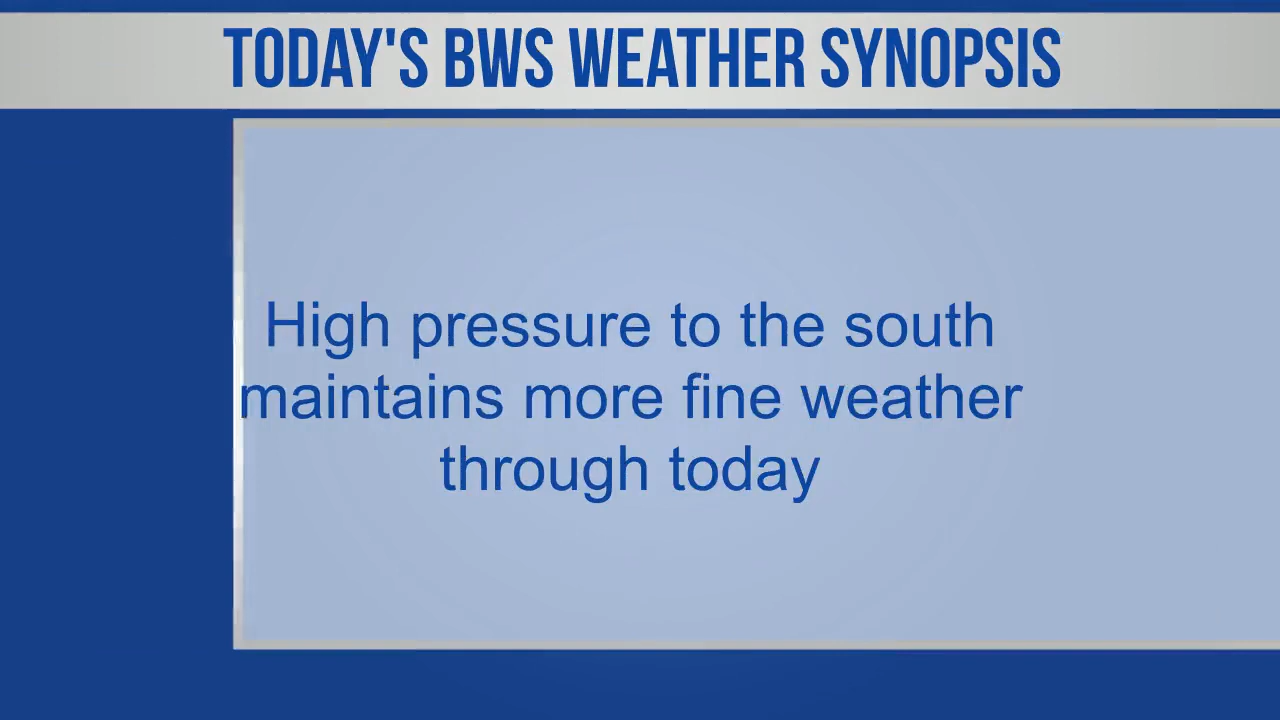 TODAY'S BWS WEATHER SYNOPSIS
High pressure to the south
maintains more fine weather
through today